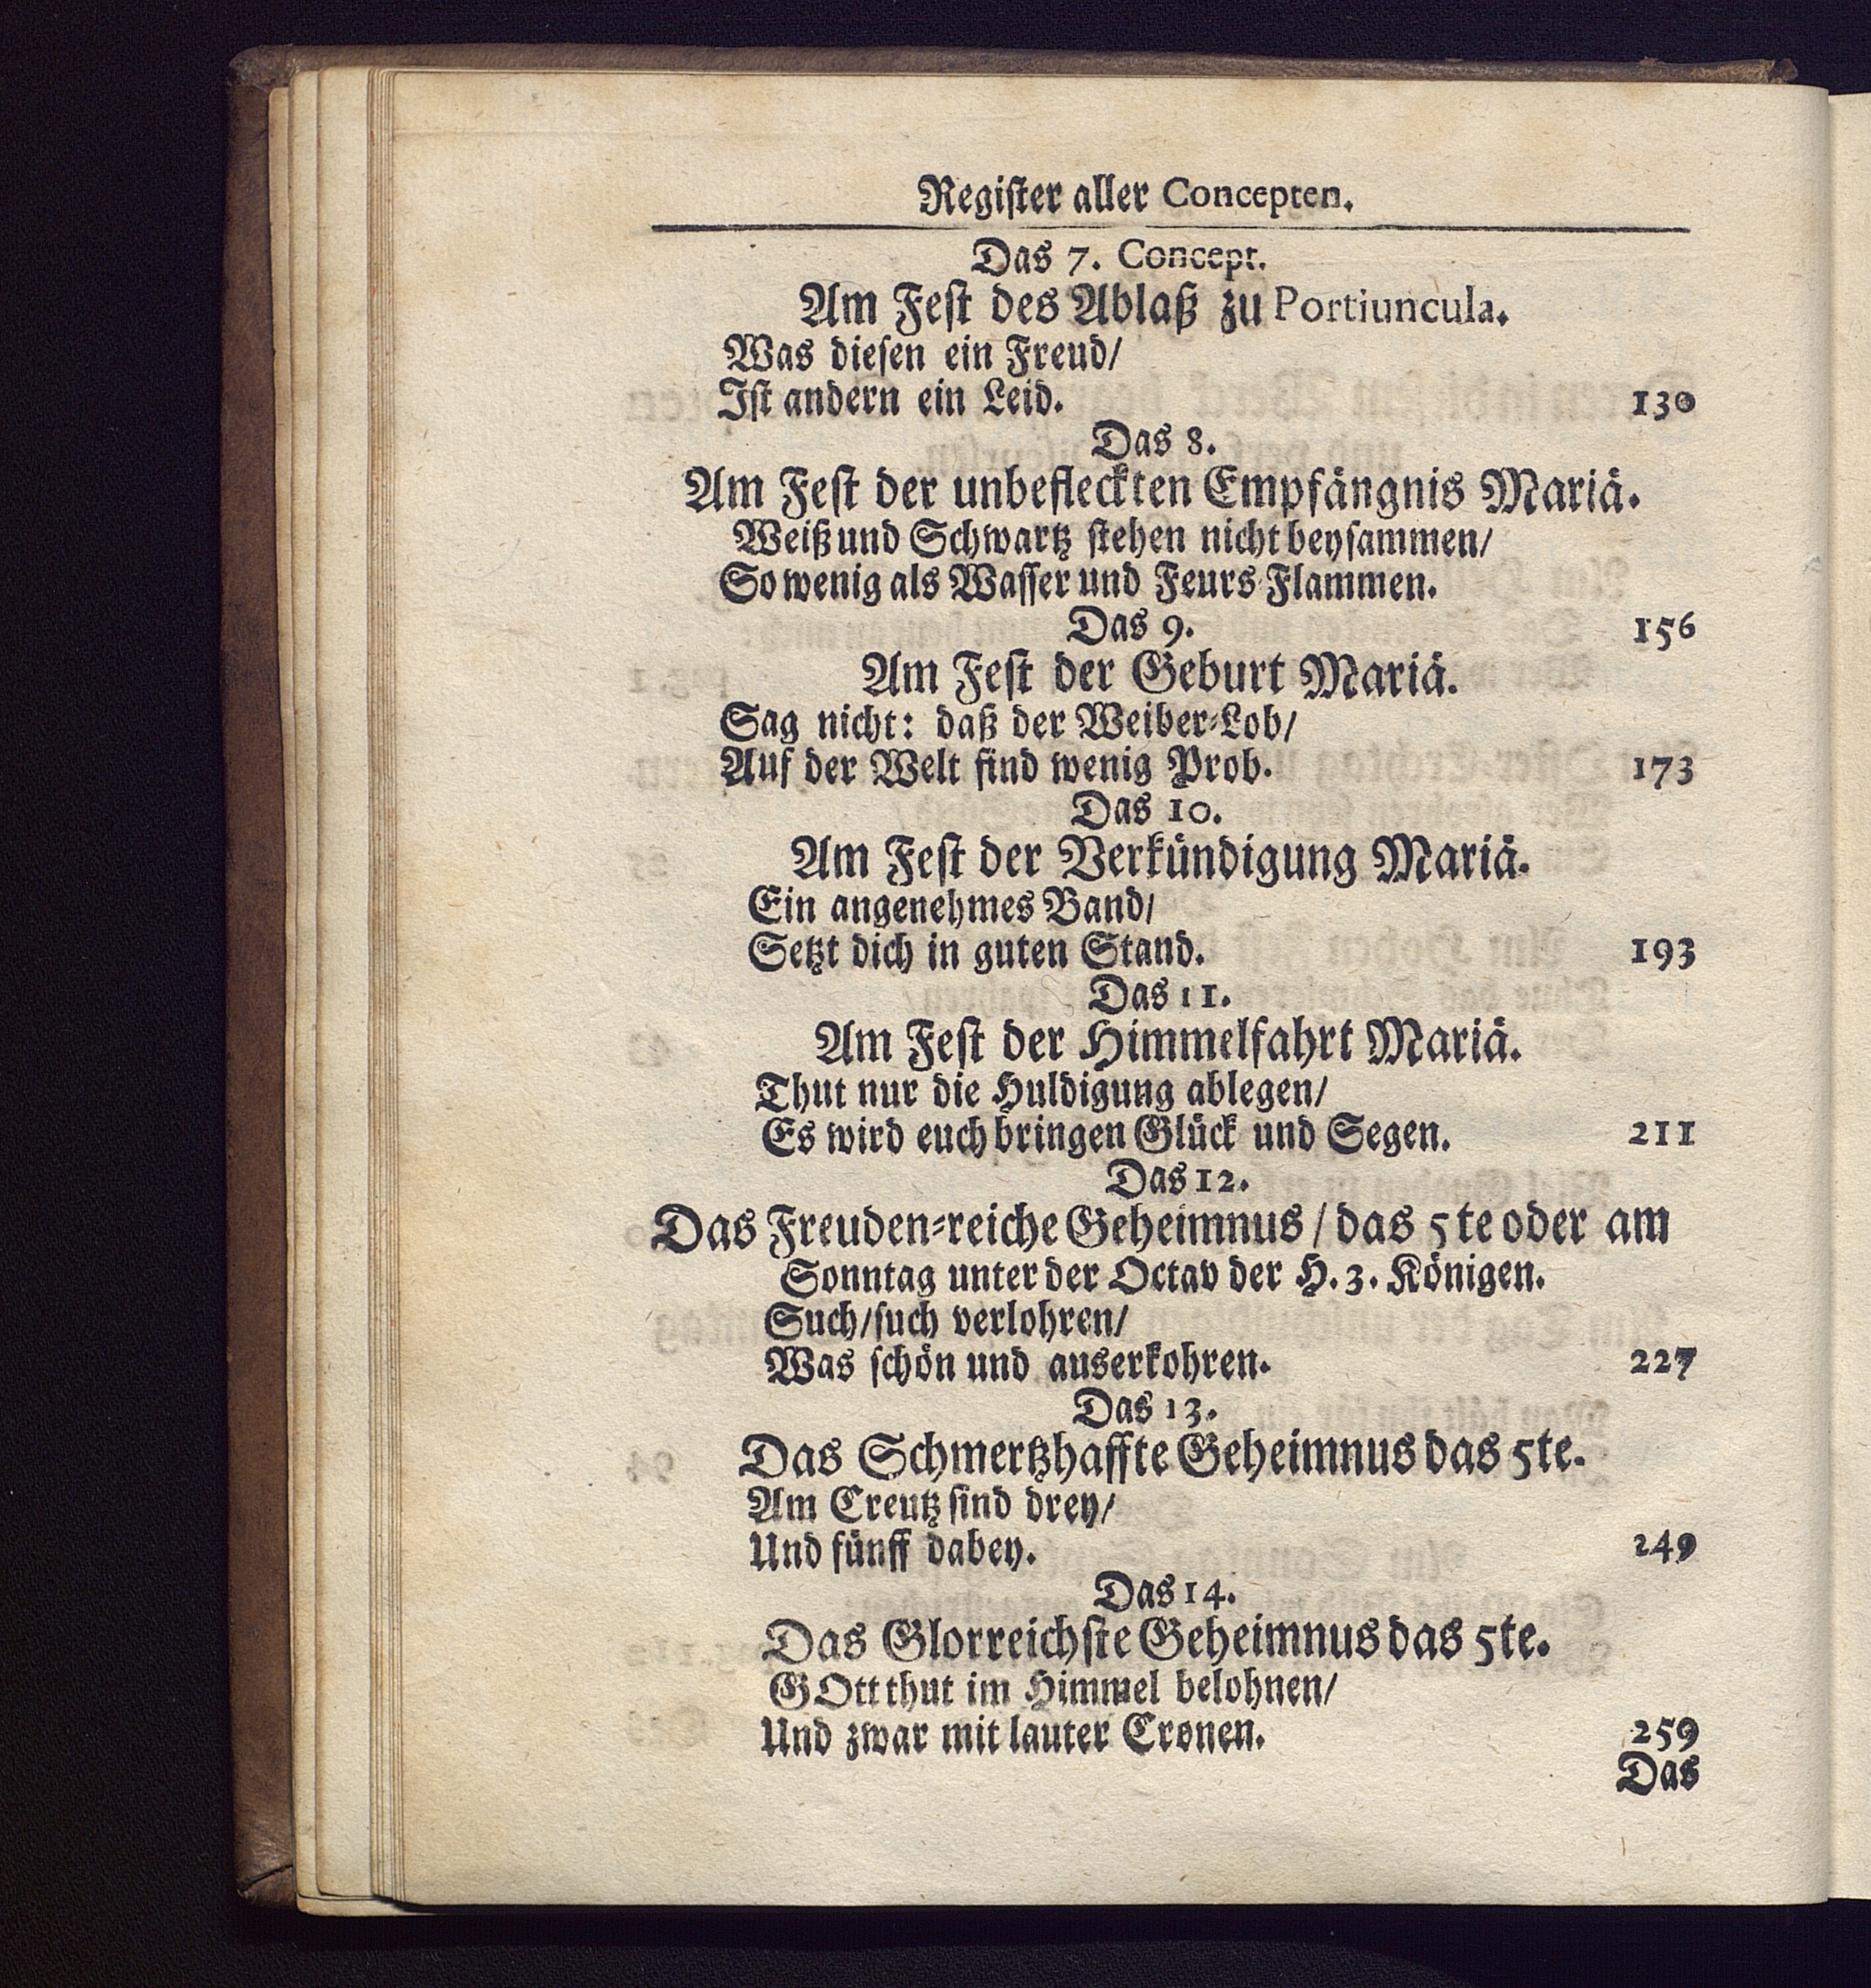 Regiſter aller Concepten.
Das 7. Concept.
Am Feſt des Ablaß zu Portiuncula.
Was dieſen ein Freud/
Iſt andern ein Leid. 130
Das 8.
Am Feſt der unbefleckten Empfängnis Mariä.
Weiß und Schwartz ſtehen nicht beyſammen/
So wenig als Waſſer und Feurs-Flammen.
Das 9. 156
Am Feſt der Geburt Mariä.
Sag nicht: daß der Weiber-Lob/
Auf der Welt find wenig Prob. 173
Das 10.
Am Feſt der Verkündigung Mariä.
Ein angenehmes Band/
Setzt dich in guten Stand. 193
Das 11.
Am Feſt der Himmelfahrt Mariä.
Thut nur die Huldigung ablegen/
Es wird euch bringen Glück und Segen. 211
Das 12.
Das Freuden-reiche Geheimnus / das 5te oder am
Sonntag unter der Octav der H. 3. Königen.
Such/ſuch verlohren/
Was ſchön und auserkohren. 227
Das 13.
Das Schmertzhaffte Geheimnus das 5te.
Am Creutz ſind drey/
Und fünff dabey. 249
Das 14.
Das Glorreichſte Geheimnus das 5te.
GOtt thut im Himmel belohnen/
Und zwar mit lauter Cronen. 259
Das